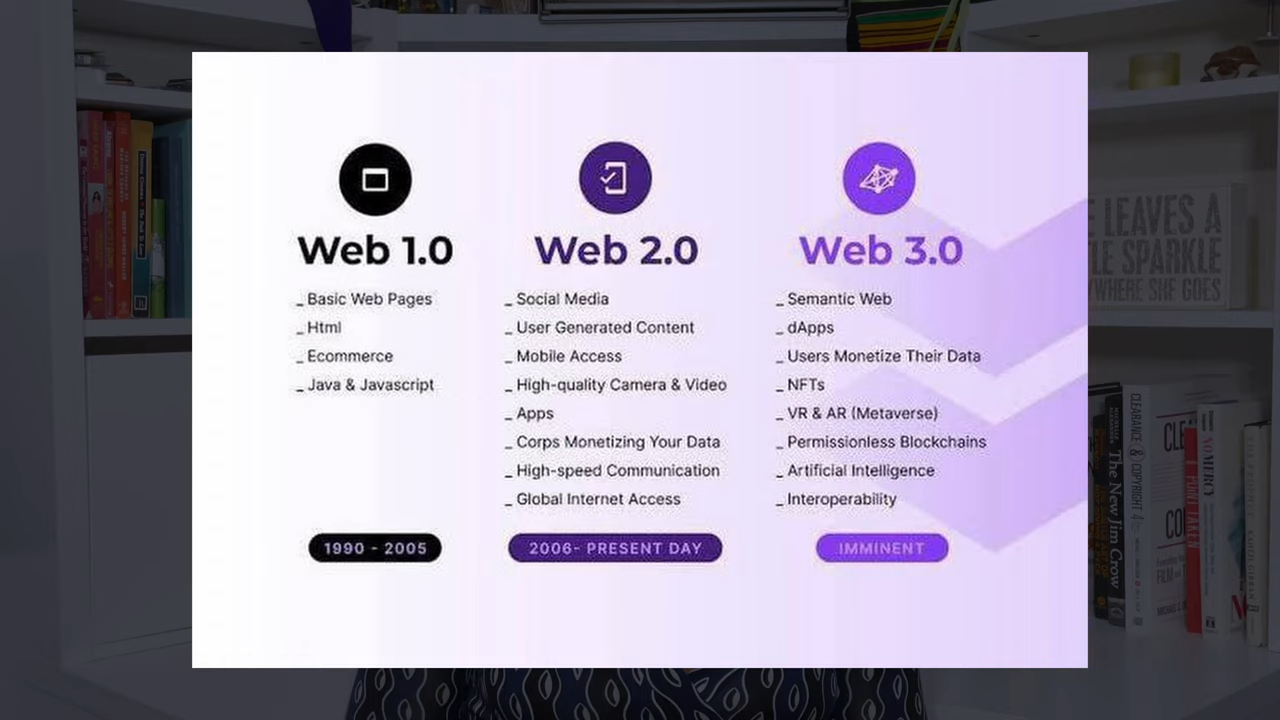 Web 1.0
_ Basic Web Pages
_ Html
_ Ecommerce
_ Java & Javascript
1990 - 2005
Web 2.0
_ Social Media
_ User Generated Content
_ Mobile Access
_ High-quality Camera & Video
_ Apps
_ Corps Monetizing Your Data
_ High-speed Communication
_ Global Internet Access
2006- PRESENT DAY
Web 3.0
_ Semantic Web
_ dApps
_ Users Monetize Their Data
_ NFTs
_ VR & AR (Metaverse)
_ Permissionless Blockchains
_ Artificial Intelligence
_ Interoperability
IMMINENT
LEAVES A
SPARKLE
SHE GOES
The New Jim Crow
CLEARANCE & COPYRIGHT